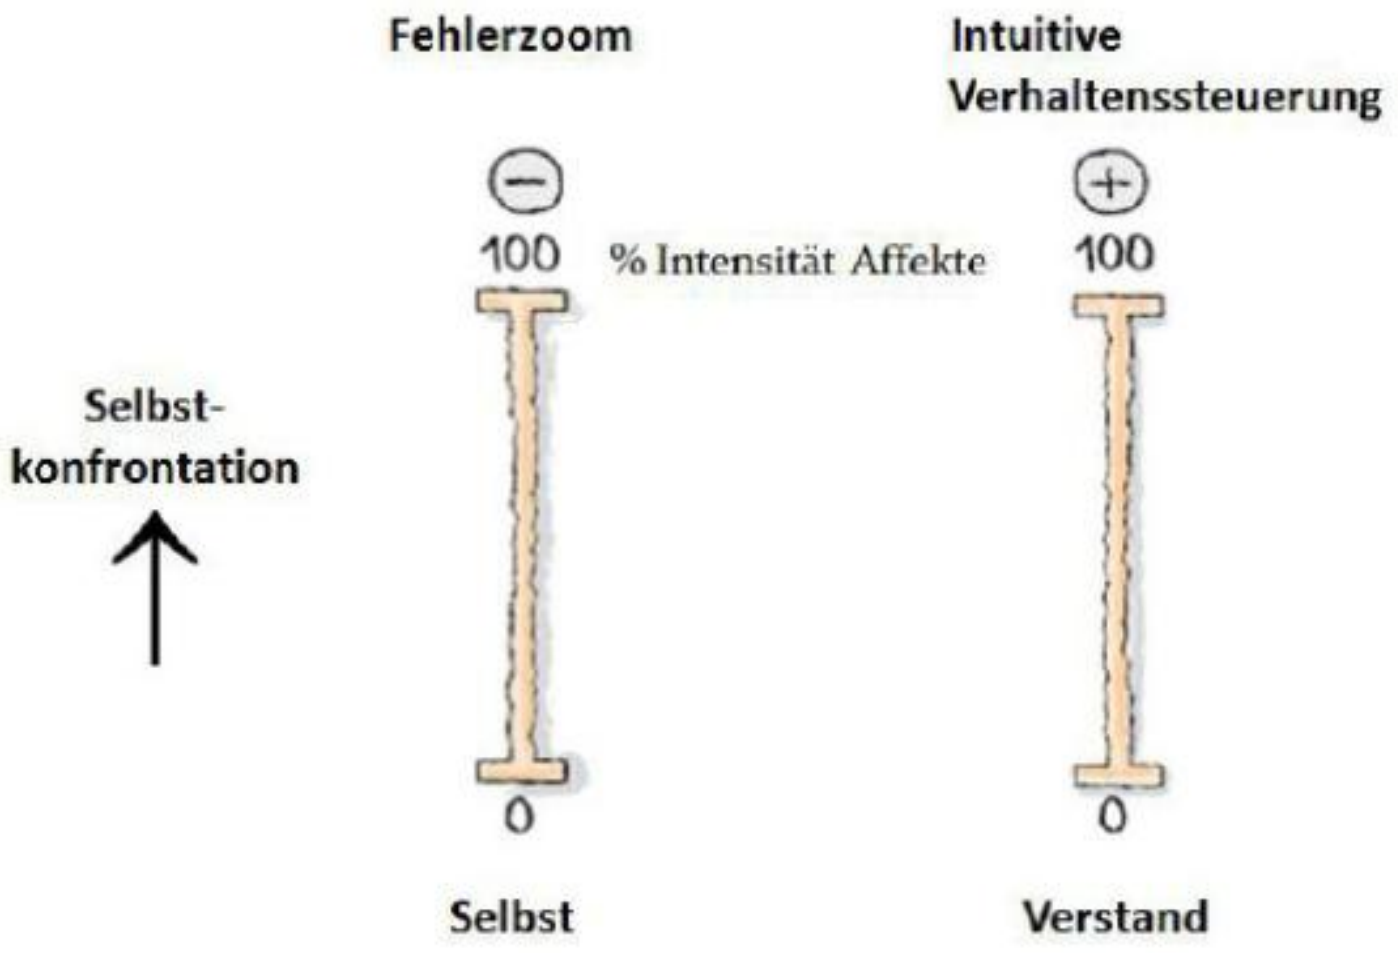 Fehlerzoom
Intuitive
Verhaltenssteuerung
−
+
100
% Intensität Affekte
100
Selbst-
konfrontation
0
0
Selbst
Verstand